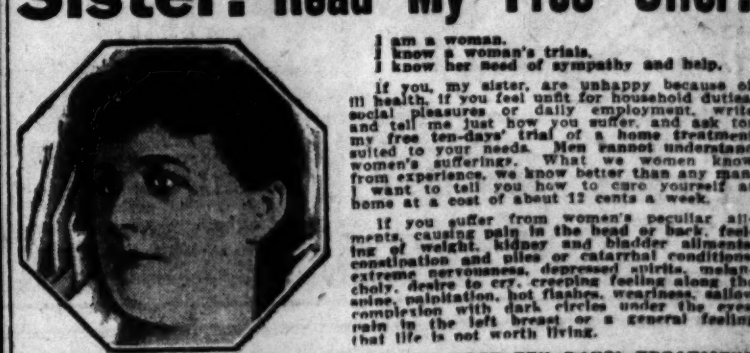 Sister: Read My Free Offer
I am a woman.
I know a woman's trials.
I know her need of sympathy and help.
If you, my sister, are unhappy because of
ill health, if you feel unfit for household duties
social pleasures or daily employment, write
and tell me just how you suffer, and ask for
my free ten-days' trial of a home treatment
suited to your needs. Men cannot understand
women's sufferings. What we women know
from experience, we know better than any man
I want to tell you how to cure yourself at
home at a cost of about 12 cents a week.
If you suffer from women's peculiar ail-
ments, causing pain in the head or back, feel-
ing of weight, kidney and bladder ailments
constipation and piles or catarrhal conditions
extreme nervousness, depressed spirits, melan-
choly, desire to cry, creeping feeling along the
spine, palpitation, hot flashes, weariness, sallow
complexion with dark circles under the eyes
pain in the left breast or a general feeling
that life is not worth living.